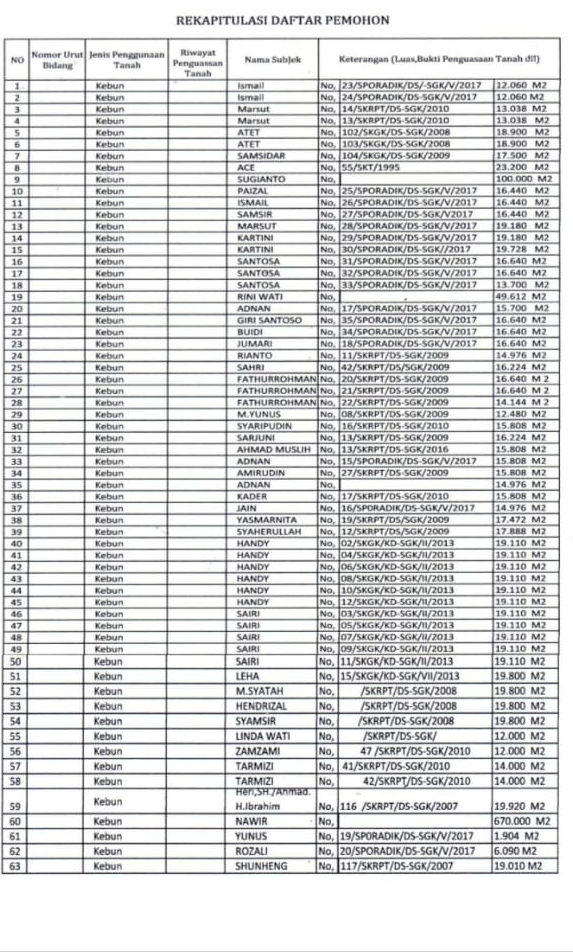 REKAPITULASI DAFTAR PEMOHON
NO Nomor Urut Bidang Jenis Penggunaan Tanah Riwayat Penguassan Tanah Nama SubJek Keterangan (Luas,Bukti Penguasaan Tanah dll)
1 Kebun Ismail No, 23/SPORADIK/DS/-SGK/V/2017 12.060 M2
2 Kebun Ismail No, 24/SPORADIK/DS-SGK/V/2017 12.060 M2
3 Kebun Marsut No, 14/SKRPT/DS-SGK/2010 13.038 M2
4 Kebun Marsut No, 13/SKRPT/DS-SGK/2010 13.038 M2
5 Kebun ATET No, 102/SKGK/DS-SGK/2008 18.900 M2
6 Kebun ATET No, 103/SKGK/DS-SGK/2008 18.900 M2
7 Kebun SAMSIDAR No, 104/SKGK/DS-SGK/2009 17.500 M2
8 Kebun ACE No, 55/SKT/1995 23.200 M2
9 Kebun SUGIANTO No, 100.000 M2
10 Kebun PAIZAL No, 25/SPORADIK/DS-SGK/V/2017 16.440 M2
11 Kebun ISMAIL No, 26/SPORADIK/DS-SGK/V/2017 16.440 M2
12 Kebun SAMSIR No, 27/SPORADIK/DS-SGK/V2017 16.440 M2
13 Kebun MARSUT No, 28/SPORADIK/DS-SGK/V/2017 19.180 M2
14 Kebun KARTINI No, 29/SPORADIK/DS-SGK/V/2017 19.180 M2
15 Kebun KARTINI No, 30/SPORADIK/DS-SGK//2017 19.728 M2
16 Kebun SANTOSA No, 31/SPORADIK/DS-SGK/V/2017 16.640 M2
17 Kebun SANTOSA No, 32/SPORADIK/DS-SGK/V/2017 16.640 M2
18 Kebun SANTOSA No, 33/SPORADIK/DS-SGK/V/2017 13.700 M2
19 Kebun RINI WATI No, 49.612 M2
20 Kebun ADNAN No, 17/SPORADIK/DS-SGK/V/2017 15.700 M2
21 Kebun GIRI SANTOSO No, 35/SPORADIK/DS-SGK/V/2017 16.640 M2
22 Kebun BUIDI No, 34/SPORADIK/DS-SGK/V/2017 16.640 M2
23 Kebun JUMARI No, 18/SPORADIK/DS-SGK/V/2017 16.640 M2
24 Kebun RIANTO No, 11/SKRPT/DS-SGK/2009 14.976 M2
25 Kebun SAHRI No, 42/SKRPT/DS/SGK/2009 16.224 M2
26 Kebun FATHURROHMAN No, 20/SKRPT/DS-SGK/2009 16.640 M 2
27 Kebun FATHURROHMAN No, 21/SKRPT/DS-SGK/2009 16.640 M 2
28 Kebun FATHURROHMAN No, 22/SKRPT/DS-SGK/2009 14.144 M 2
29 Kebun M.YUNUS No, 08/SKRPT/DS-SGK/2009 12.480 M2
30 Kebun SYARIPUDIN No, 16/SKRPT/DS-SGK/2010 15.808 M2
31 Kebun SARJUNI No, 13/SKRPT/DS-SGK/2009 16.224 M2
32 Kebun AHMAD MUSLIH No, 13/SKRPT/DS-SGK/2016 15.808 M2
33 Kebun ADNAN No, 15/SPORADIK/DS-SGK/V/2017 15.808 M2
34 Kebun AMIRUDIN No, 27/SKRPT/DS-SGK/2009 15.808 M2
35 Kebun ADNAN No, 14.976 M2
36 Kebun KADER No, 17/SKRPT/DS-SGK/2010 15.808 M2
37 Kebun JAIN No, 16/SPORADIK/DS-SGK/V/2017 14.976 M2
38 Kebun YASMARNITA No, 19/SKRPT/DS/SGK/2009 17.472 M2
39 Kebun SYAHERULLAH No, 12/SKRPT/DS/SGK/2009 17.888 M2
40 Kebun HANDY No, 02/SKGK/KD-SGK/II/2013 19.110 M2
41 Kebun HANDY No, 04/SKGK/KD-SGK/II/2013 19.110 M2
42 Kebun HANDY No, 06/SKGK/KD-SGK/II/2013 19.110 M2
43 Kebun HANDY No, 08/SKGK/KD-SGK/II/2013 19.110 M2
44 Kebun HANDY No, 10/SKGK/KD-SGK/II/2013 19.110 M2
45 Kebun HANDY No, 12/SKGK/KD-SGK/II/2013 19.110 M2
46 Kebun SAIRI No, 03/SKGK/KD-SGK/II/2013 19.110 M2
47 Kebun SAIRI No, 05/SKGK/KD-SGK/II/2013 19.110 M2
48 Kebun SAIRI No, 07/SKGK/KD-SGK/II/2013 19.110 M2
49 Kebun SAIRI No, 09/SKGK/KD-SGK/II/2013 19.110 M2
50 Kebun SAIRI No, 11/SKGK/KD-SGK/II/2013 19.110 M2
51 Kebun LEHA No, 15/SKGK/KD-SGK/VII/2013 19.800 M2
52 Kebun M.SYATAH No, /SKRPT/DS-SGK/2008 19.800 M2
53 Kebun HENDRIZAL No, /SKRPT/DS-SGK/2008 19.800 M2
54 Kebun SYAMSIR No, /SKRPT/DS-SGK/2008 19.800 M2
55 Kebun LINDA WATI No, /SKRPT/DS-SGK/ 12.000 M2
56 Kebun ZAMZAMI No, 47 /SKRPT/DS-SGK/2010 12.000 M2
57 Kebun TARMIZI No, 41/SKRPT/DS-SGK/2010 14.000 M2
58 Kebun TARMIZI No, 42/SKRPT/DS-SGK/2010 14.000 M2
59 Kebun Heri,SH./Ahmad. H.Ibrahim No, 116 /SKRPT/DS-SGK/2007 19.920 M2
60 Kebun NAWIR No, 670.000 M2
61 Kebun YUNUS No, 19/SPORADIK/DS-SGK/V/2017 1.904 M2
62 Kebun ROZALI No, 20/SPORADIK/DS-SGK/V/2017 6.090 M2
63 Kebun SHUNHENG No, 117/SKRPT/DS-SGK/2007 19.010 M2